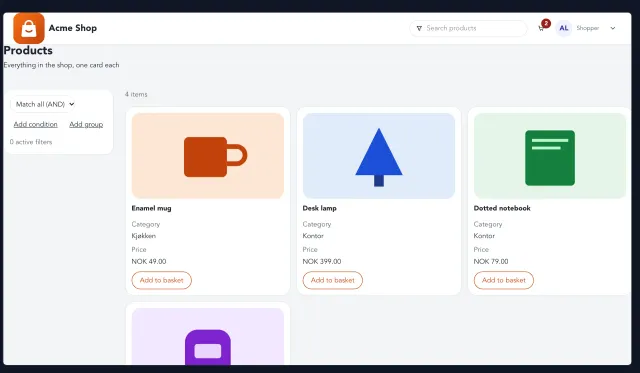 Acme Shop
Search products
2
AL
Shopper
Products
Everything in the shop, one card each
Match all (AND)
Add condition
Add group
0 active filters
4 items
Enamel mug
Category
Kjøkken
Price
NOK 49.00
Add to basket
Desk lamp
Category
Kontor
Price
NOK 399.00
Add to basket
Dotted notebook
Category
Kontor
Price
NOK 79.00
Add to basket